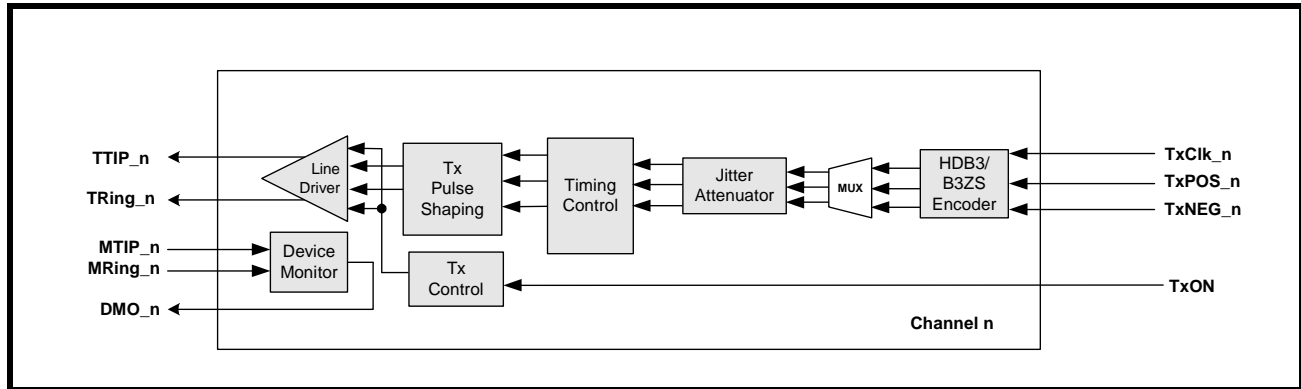 TTIP_n
TRing_n
MTIP_n
MRing_n
DMO_n
Line
Driver
Device
Monitor
Tx
Pulse
Shaping
Tx
Control
Timing
Control
Jitter
Attenuator
MUX
HDB3/
B3ZS
Encoder
TxClk_n
TxPOS_n
TxNEG_n
TxON
Channel n